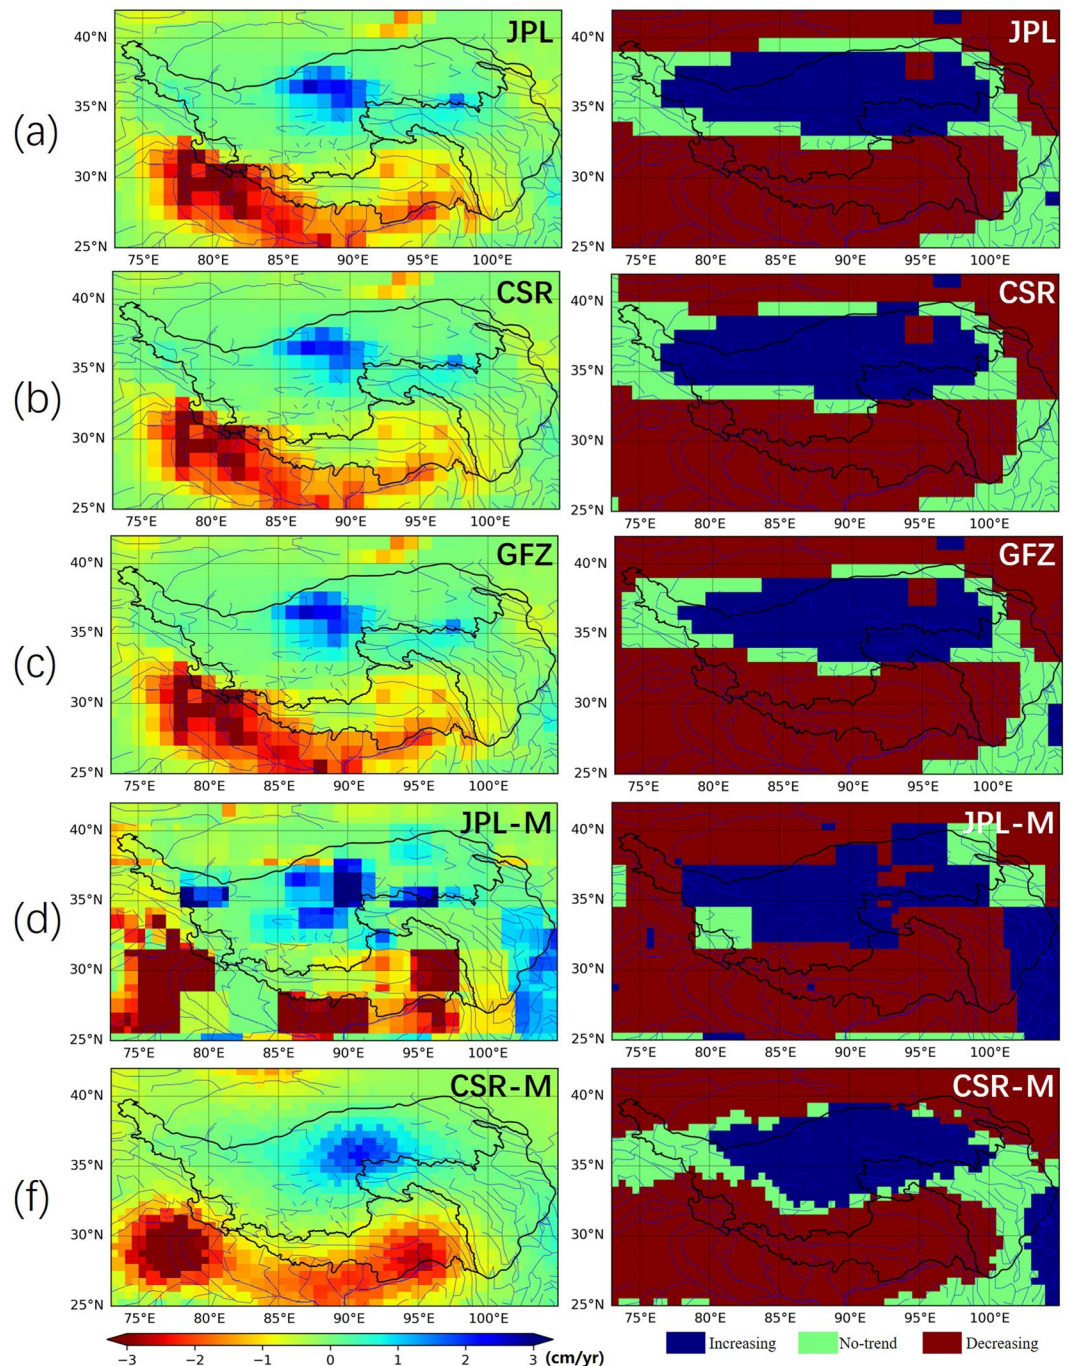 JPL JPL
40°N 40°N
35°N 35°N
(a)
30°N 30°N
25°N 25°N
75°E 80°E 85°E 90°E 95°E 100°E 75°E 80°E 85°E 90°E 95°E 100°E
CSR CSR
40°N 40°N
35°N 35°N
(b)
30°N 30°N
25°N 25°N
75°E 80°E 85°E 90°E 95°E 100°E 75°E 80°E 85°E 90°E 95°E 100°E
GFZ GFZ
40°N 40°N
35°N 35°N
(c)
30°N 30°N
25°N 25°N
75°E 80°E 85°E 90°E 95°E 100°E 75°E 80°E 85°E 90°E 95°E 100°E
JPL-M JPL-M
40°N 40°N
35°N 35°N
(d)
30°N 30°N
25°N 25°N
75°E 80°E 85°E 90°E 95°E 100°E 75°E 80°E 85°E 90°E 95°E 100°E
CSR-M CSR-M
40°N 40°N
35°N 35°N
(f)
30°N 30°N
25°N 25°N
75°E 80°E 85°E 90°E 95°E 100°E 75°E 80°E 85°E 90°E 95°E 100°E
−3 −2 −1 0 1 2 3 (cm/yr) Increasing No-trend Decreasing